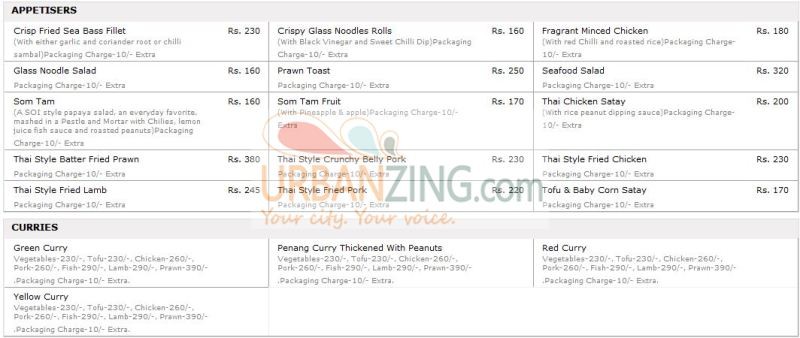 APPETISERS
Crisp Fried Sea Bass Fillet Rs. 230
(With either garlic and coriander root or chilli
sambal)Packaging Charge-10/- Extra
Crispy Glass Noodles Rolls Rs. 160
(With Black Vinegar and Sweet Chilli Dip)Packaging
Charge-10/- Extra
Fragrant Minced Chicken Rs. 180
(With red Chilli and roasted rice)Packaging Charge-
10/- Extra
Glass Noodle Salad Rs. 160
Packaging Charge-10/- Extra
Prawn Toast Rs. 250
Packaging Charge-10/- Extra
Seafood Salad Rs. 320
Packaging Charge-10/- Extra
Som Tam Rs. 160
(A SOI style papaya salad, an everyday favorite,
mashed in a Pestle and Mortar with Chilies, lemon
juice fish sauce and roasted peanuts)Packaging
Charge-10/- Extra
Som Tam Fruit Rs. 170
(With Pineapple & apple)Packaging Charge-10/-
Extra
Thai Chicken Satay Rs. 200
(With rice peanut dipping sauce)Packaging Charge-
10/- Extra
Thai Style Batter Fried Prawn Rs. 380
Packaging Charge-10/- Extra
Thai Style Crunchy Belly Pork Rs. 230
Packaging Charge-10/- Extra
Thai Style Fried Chicken Rs. 230
Packaging Charge-10/- Extra
Thai Style Fried Lamb Rs. 245
Packaging Charge-10/- Extra
Thai Style Fried Pork Rs. 220
Packaging Charge-10/- Extra
Tofu & Baby Corn Satay Rs. 170
Packaging Charge-10/- Extra
URBANZING.com
Your city. Your voice.
CURRIES
Green Curry
Vegetables-230/-, Tofu-230/-, Chicken-260/-,
Pork-260/-, Fish-290/-, Lamb-290/-, Prawn-390/-
.Packaging Charge-10/- Extra.
Penang Curry Thickened With Peanuts
Vegetables-230/-, Tofu-230/-, Chicken-260/-,
Pork-260/-, Fish-290/-, Lamb-290/-, Prawn-390/-
.Packaging Charge-10/- Extra.
Red Curry
Vegetables-230/-, Tofu-230/-, Chicken-260/-,
Pork-260/-, Fish-290/-, Lamb-290/-, Prawn-390/-
.Packaging Charge-10/- Extra.
Yellow Curry
Vegetables-230/-, Tofu-230/-, Chicken-260/-,
Pork-260/-, Fish-290/-, Lamb-290/-, Prawn-390/-
.Packaging Charge-10/- Extra.